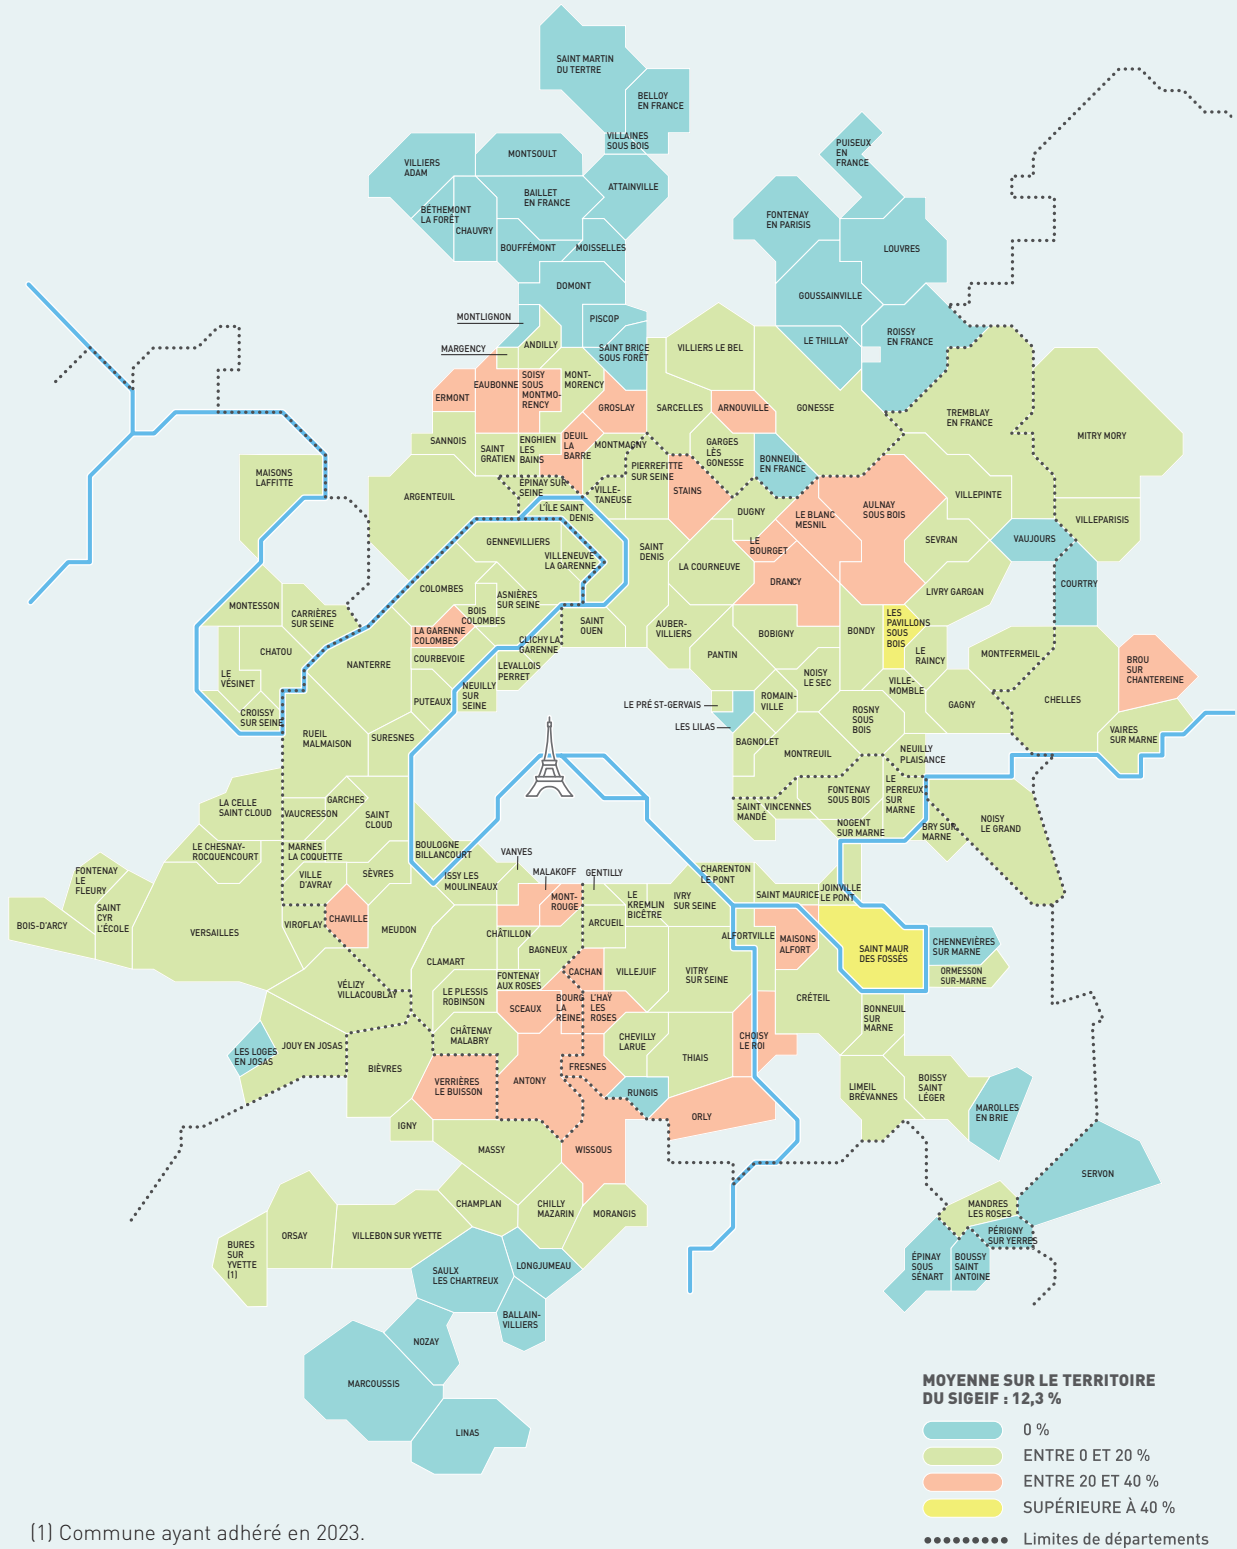 SAINT MARTIN
DU TERTRE
BELLOY
EN FRANCE
VILLAINES
SOUS BOIS
MONTSOULT
VILLIERS
ADAM
ATTAINVILLE
BAILLET
EN FRANCE
BÉTHEMONT
LA FORÊT
CHAUVRY
BOUFFÉMONT
MOISSELLES
DOMONT
PUISEUX
EN
FRANCE
FONTENAY
EN PARISIS
LOUVRES
GOUSSAINVILLE
MONTLIGNON
PISCOP
LE THILLAY
ROISSY
EN FRANCE
MARGENCY
ANDILLY
SAINT BRICE
SOUS FORÊT
VILLIERS LE BEL
EAUBONNE
SOISY
SOUS
MONTMO-
RENCY
MONT-
MORENCY
ERMONT
GROSLAY
SARCELLES
ARNOUVILLE
GONESSE
TREMBLAY
EN FRANCE
MITRY MORY
SANNOIS
SAINT
GRATIEN
ENGHIEN
LES
BAINS
DEUIL
LA
BARRE
MONTMAGNY
GARGES
LÈS
GONESSE
BONNEUIL
EN FRANCE
PIERREFITTE
SUR SEINE
MAISONS
LAFFITTE
ARGENTEUIL
ÉPINAY SUR
SEINE
VILLE-
TANEUSE
STAINS
AULNAY
SOUS BOIS
VILLEPINTE
L'ÎLE SAINT
DENIS
DUGNY
LE BLANC
MESNIL
VILLEPARISIS
GENNEVILLIERS
VILLENEUVE
LA GARENNE
SAINT
DENIS
LE
BOURGET
SEVRAN
VAUJOURS
LA COURNEUVE
DRANCY
COURTRY
COLOMBES
ASNIÈRES
SUR SEINE
LIVRY GARGAN
MONTESSON
CARRIÈRES
SUR SEINE
BOIS
COLOMBES
LA GARENNE
COLOMBES
SAINT
OUEN
AUBER-
VILLIERS
BOBIGNY
BONDY
LES
PAVILLONS
SOUS
BOIS
CHATOU
NANTERRE
COURBEVOIE
CLICHY LA
GARENNE
LEVALLOIS
PERRET
PANTIN
LE
RAINCY
MONTFERMEIL
BROU
SUR
CHANTEREINE
LE
VÉSINET
NOISY
LE SEC
VILLE-
MOMBLE
PUTEAUX
NEUILLY
SUR
SEINE
ROMAIN-
VILLE
GAGNY
CHELLES
CROISSY
SUR SEINE
LE PRÉ ST-GERVAIS
LES LILAS
ROSNY
SOUS
BOIS
RUEIL
MALMAISON
SURESNES
BAGNOLET
MONTREUIL
NEUILLY
PLAISANCE
VAIRES
SUR MARNE
LA CELLE
SAINT CLOUD
GARCHES
VAUCRESSON
SAINT
CLOUD
FONTENAY
SOUS BOIS
LE
PERREUX
SUR
MARNE
SAINT
MANDÉ
VINCENNES
NOGENT
SUR MARNE
BRY SUR
MARNE
NOISY
LE GRAND
LE CHESNAY-
ROCQUENCOURT
MARNES
LA COQUETTE
BOULOGNE
BILLANCOURT
VANVES
MALAKOFF
GENTILLY
CHARENTON
LE PONT
FONTENAY
LE
FLEURY
VILLE
D'AVRAY
SÈVRES
ISSY LES
MOULINEAUX
MONT-
ROUGE
LE
KREMLIN
BICÊTRE
IVRY
SUR SEINE
SAINT MAURICE
JOINVILLE
LE PONT
BOIS-D'ARCY
SAINT
CYR
L'ÉCOLE
VERSAILLES
VIROFLAY
CHAVILLE
MEUDON
CHÂTILLON
ARCUEIL
ALFORTVILLE
MAISONS
ALFORT
SAINT MAUR
DES FOSSÉS
CHENNEVIÈRES
SUR MARNE
CLAMART
BAGNEUX
CACHAN
VILLEJUIF
VITRY
SUR SEINE
ORMESSON
SUR-MARNE
VÉLIZY
VILLACOUBLAY
LE PLESSIS
ROBINSON
FONTENAY
AUX ROSES
SCEAUX
BOURG
LA
REINE
L'HAŸ
LES
ROSES
CRÉTEIL
BONNEUIL
SUR
MARNE
LES LOGES
EN JOSAS
JOUY EN JOSAS
CHÂTENAY
MALABRY
CHEVILLY
LARUE
THIAIS
CHOISY
LE ROI
BIÈVRES
VERRIÈRES
LE BUISSON
ANTONY
FRESNES
RUNGIS
ORLY
LIMEIL
BRÉVANNES
BOISSY
SAINT
LÉGER
MAROLLES
EN BRIE
IGNY
MASSY
WISSOUS
SERVON
CHAMPLAN
CHILLY
MAZARIN
MORANGIS
MANDRES
LES ROSES
BURES
SUR
YVETTE
(1)
ORSAY
VILLEBON SUR YVETTE
PÉRIGNY
SUR YERRES
SAULX
LES CHARTREUX
LONGJUMEAU
ÉPINAY
SOUS
SÉNART
BOUSSY
SAINT
ANTOINE
BALLAIN-
VILLIERS
NOZAY
MARCOUSSIS
LINAS
MOYENNE SUR LE TERRITOIRE
DU SIGEIF : 12,3 %
0 %
ENTRE 0 ET 20 %
ENTRE 20 ET 40 %
SUPÉRIEURE À 40 %
Limites de départements
(1) Commune ayant adhéré en 2023.